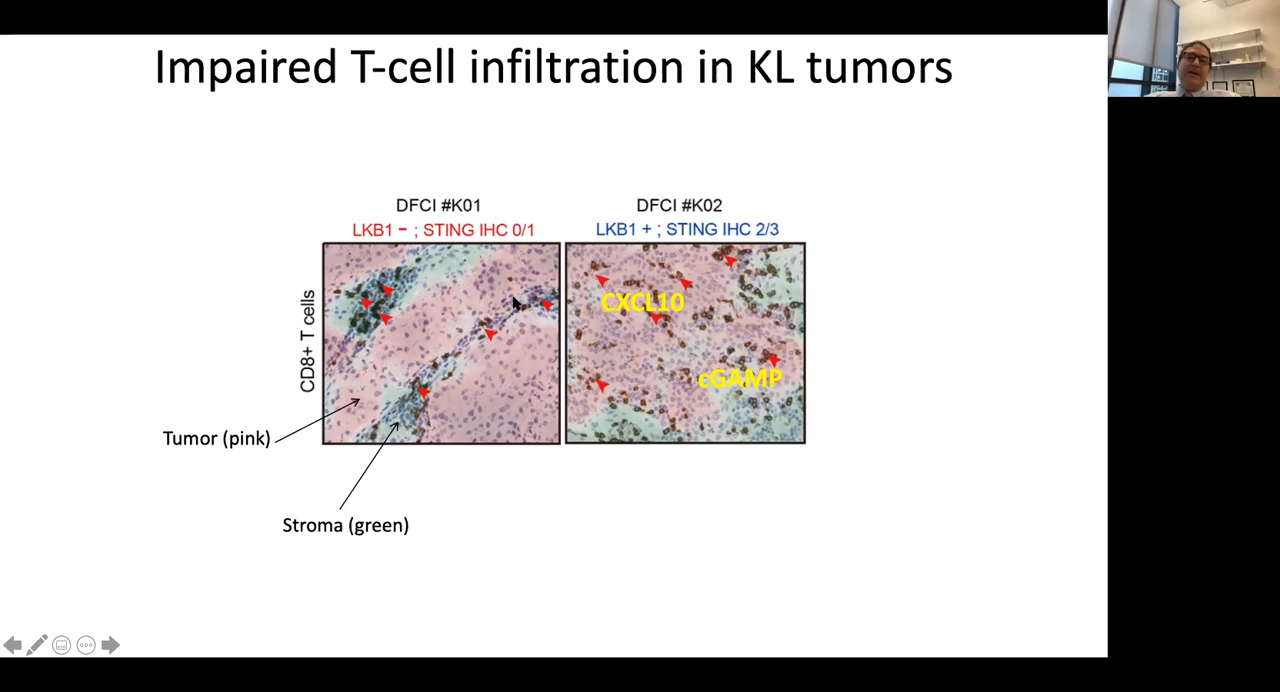 Impaired T-cell infiltration in KL tumors
DFCI #K01
LKB1 - ; STING IHC 0/1
DFCI #K02
LKB1 + ; STING IHC 2/3
CD8+ T cells
CXCL10
cGAMP
Tumor (pink)
Stroma (green)